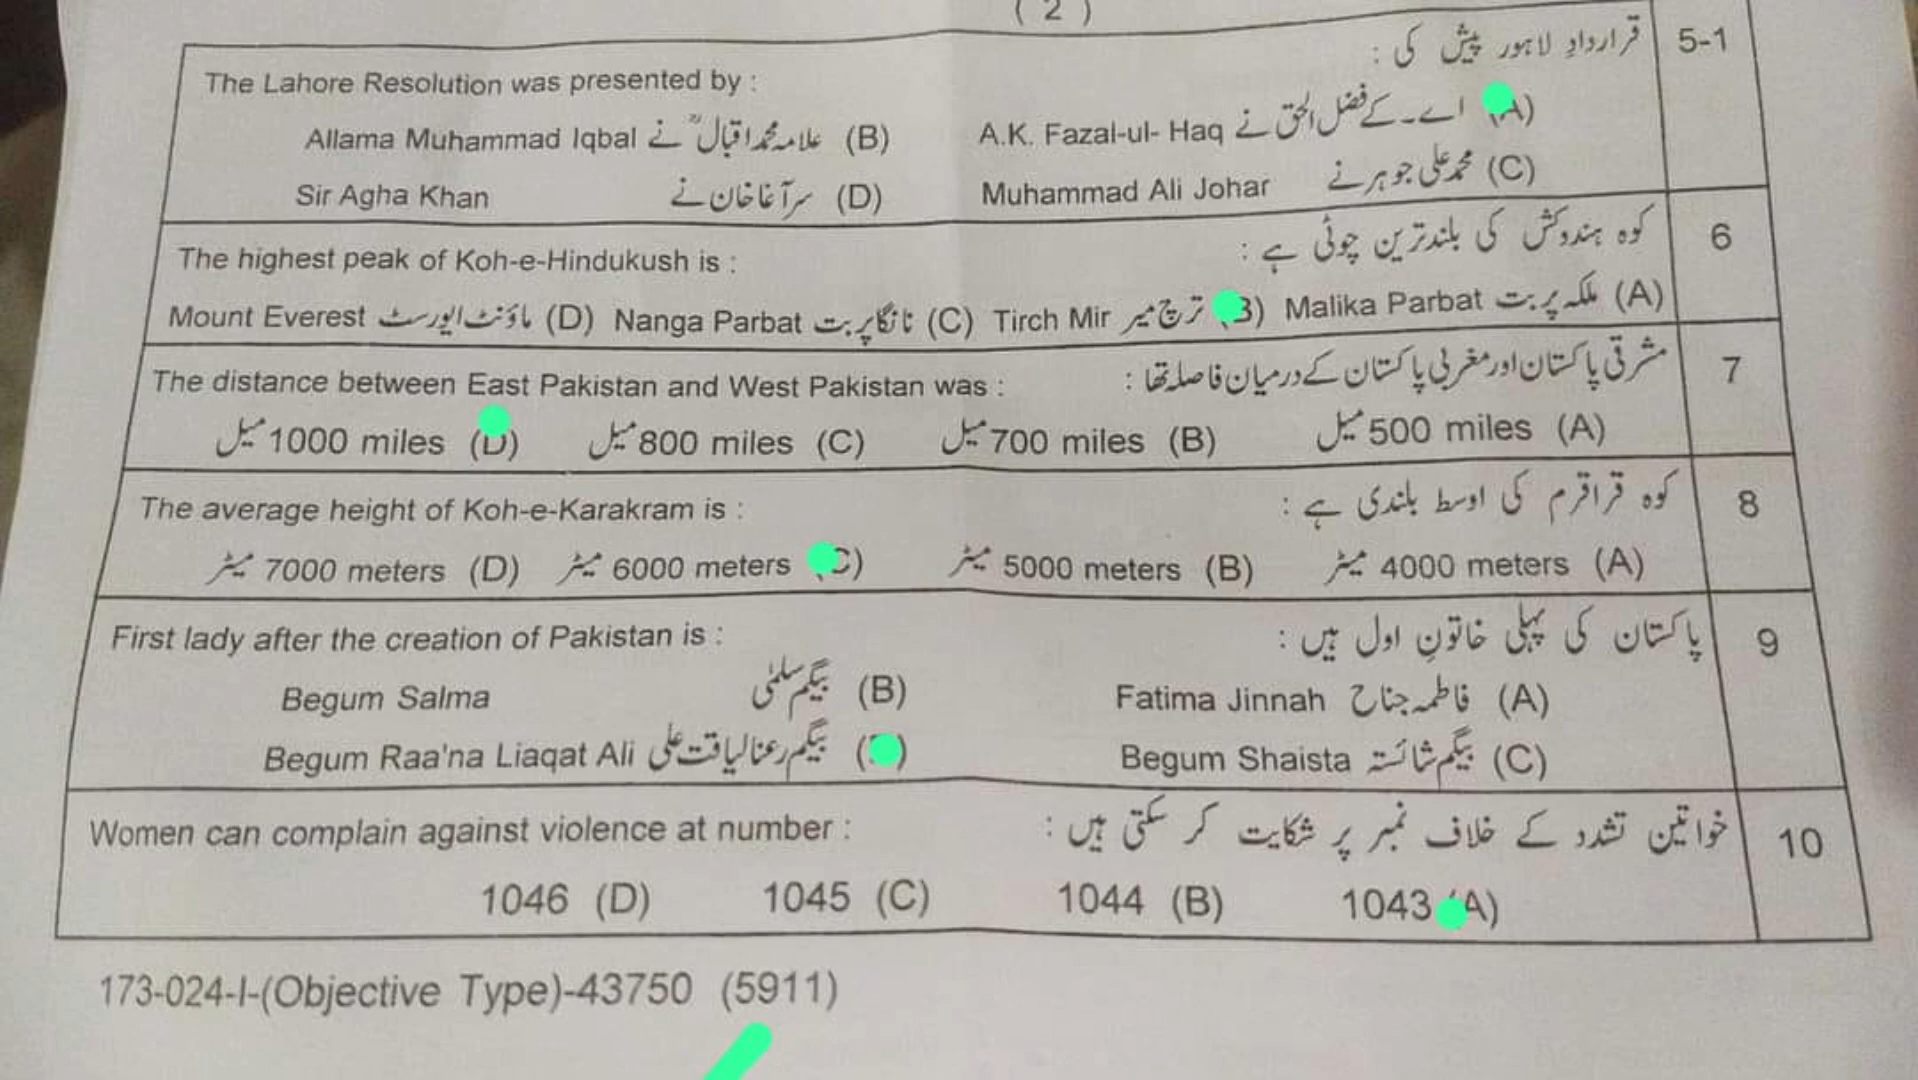 ( 2 )
5-1 قراردادِ لاہور پیش کی :
The Lahore Resolution was presented by :
A.K. Fazal-ul- Haq اے۔ کے فضل الحق نے (A)
Allama Muhammad Iqbal علامہ محمد اقبالؒ نے (B)
Muhammad Ali Johar محمد علی جوہر نے (C)
Sir Agha Khan سر آغا خان نے (D)
6 کوہ ہندوکش کی بلند ترین چوٹی ہے :
The highest peak of Koh-e-Hindukush is :
Mount Everest ماؤنٹ ایورسٹ (D) Nanga Parbat نانگا پربت (C) Tirch Mir ترچ میر (B) Malika Parbat ملکہ پربت (A)
7 مشرقی پاکستان اور مغربی پاکستان کے درمیان فاصلہ تھا :
The distance between East Pakistan and West Pakistan was :
میل 1000 miles (D) میل 800 miles (C) میل 700 miles (B) میل 500 miles (A)
8 کوہ قراقرم کی اوسط بلندی ہے :
The average height of Koh-e-Karakram is :
میٹر 7000 meters (D) میٹر 6000 meters (C) میٹر 5000 meters (B) میٹر 4000 meters (A)
9 پاکستان کی پہلی خاتونِ اول ہیں :
First lady after the creation of Pakistan is :
Fatima Jinnah فاطمہ جناح (A)
Begum Salma بیگم سلمٰی (B)
Begum Shaista بیگم شائستہ (C)
Begum Raa'na Liaqat Ali بیگم رعنا لیاقت علی
10 خواتین تشدد کے خلاف نمبر پر شکایت کر سکتی ہیں :
Women can complain against violence at number :
1046 (D) 1045 (C) 1044 (B) 1043 (A)
173-024-I-(Objective Type)-43750 (5911)